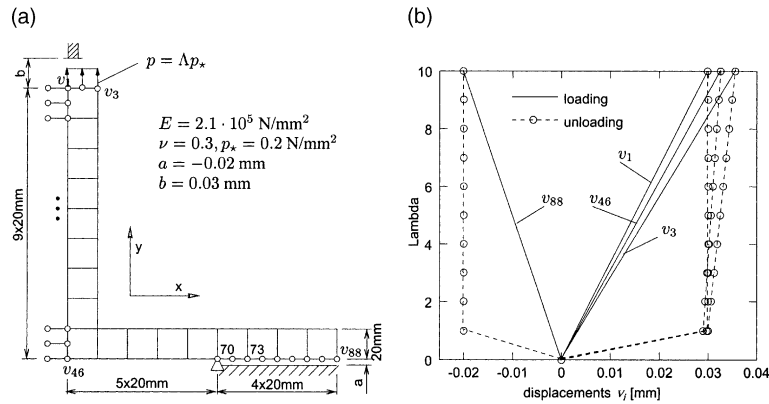 (a)
b
v₁
v₃
p = Λp⋆
E = 2.1 · 10⁵ N/mm²
ν = 0.3, p⋆ = 0.2 N/mm²
a = −0.02 mm
b = 0.03 mm
9x20mm
y
x
70
73
v₈₈
20mm
v₄₆
a
5x20mm
4x20mm
(b)
10
8
6
4
2
0
Lambda
loading
unloading
v₁
v₈₈
v₄₆
v₃
-0.02
-0.01
0
0.01
0.02
0.03
0.04
displacements vᵢ [mm]